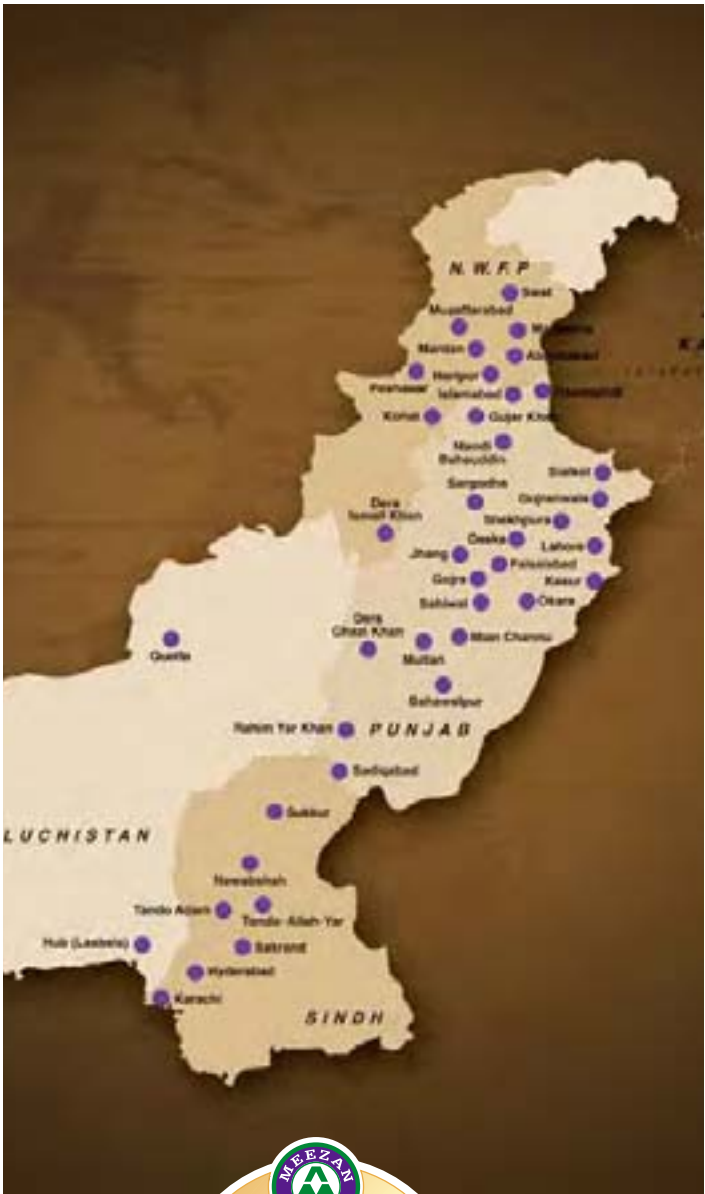 N. W. F. P
Swat
Muzaffarabad
Mardan
Peshawar
Haripur
Islamabad
Kohat
Gujar Khan
Mandi
Bahauddin
Sialkot
Sargodha
Gujranwala
Dera
Ismail Khan
Sheikhpura
Daska
Lahore
Jhang
Faisalabad
Gojra
Kasur
Sahiwal
Okara
Dera
Ghazi Khan
Mian Channu
Quetta
Multan
Bahawalpur
Rahim Yar Khan
PUNJAB
Sadiqabad
Sukkur
LUCHISTAN
Nawabshah
Tando Adam
Tando-Allah-Yar
Hub (Lasbela)
Sakrand
Hyderabad
Karachi
SINDH
MEEZAN